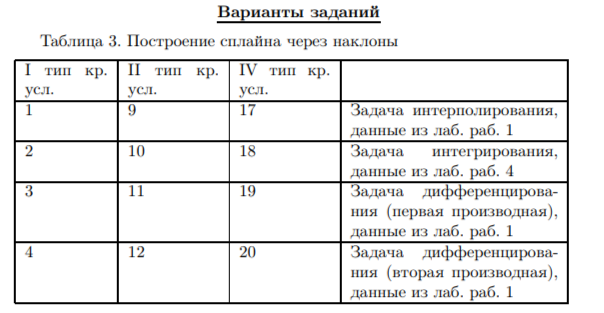 Варианты заданий
Таблица 3. Построение сплайна через наклоны
I тип кр. усл. II тип кр. усл. IV тип кр. усл.
1 9 17 Задача интерполирования,
данные из лаб. раб. 1
2 10 18 Задача интегрирования,
данные из лаб. раб. 4
3 11 19 Задача дифференцирова-
ния (первая производная),
данные из лаб. раб. 1
4 12 20 Задача дифференцирова-
ния (вторая производная),
данные из лаб. раб. 1